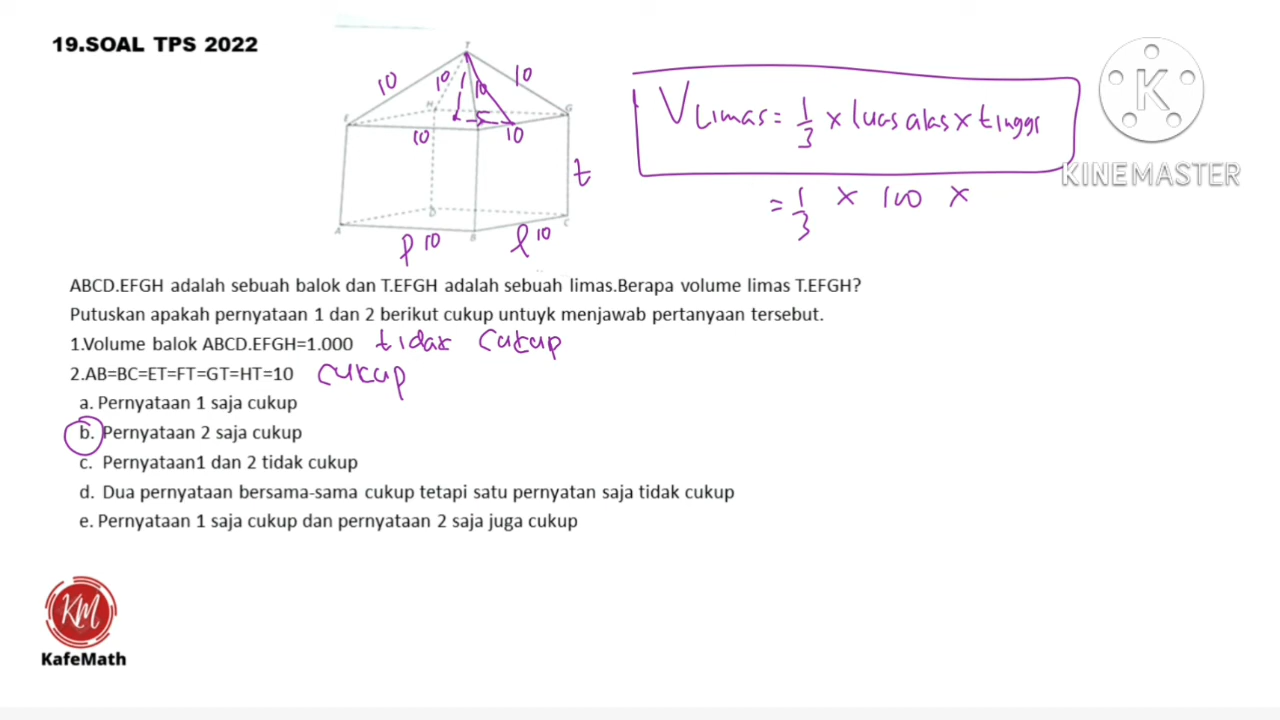 19.SOAL TPS 2022
T
10
10
10
10
5
E
H
G
10
10
t
A
D
B
C
p 10
l 10
V Limas = 1/3 x luas alas x tinggi
= 1/3 x 100 x
K
KINEMASTER
ABCD.EFGH adalah sebuah balok dan T.EFGH adalah sebuah limas.Berapa volume limas T.EFGH?
Putuskan apakah pernyataan 1 dan 2 berikut cukup untuyk menjawab pertanyaan tersebut.
1.Volume balok ABCD.EFGH=1.000 tidak cukup
2.AB=BC=ET=FT=GT=HT=10 cukup
a. Pernyataan 1 saja cukup
b. Pernyataan 2 saja cukup
c. Pernyataan1 dan 2 tidak cukup
d. Dua pernyataan bersama-sama cukup tetapi satu pernyatan saja tidak cukup
e. Pernyataan 1 saja cukup dan pernyataan 2 saja juga cukup
KM
KafeMath